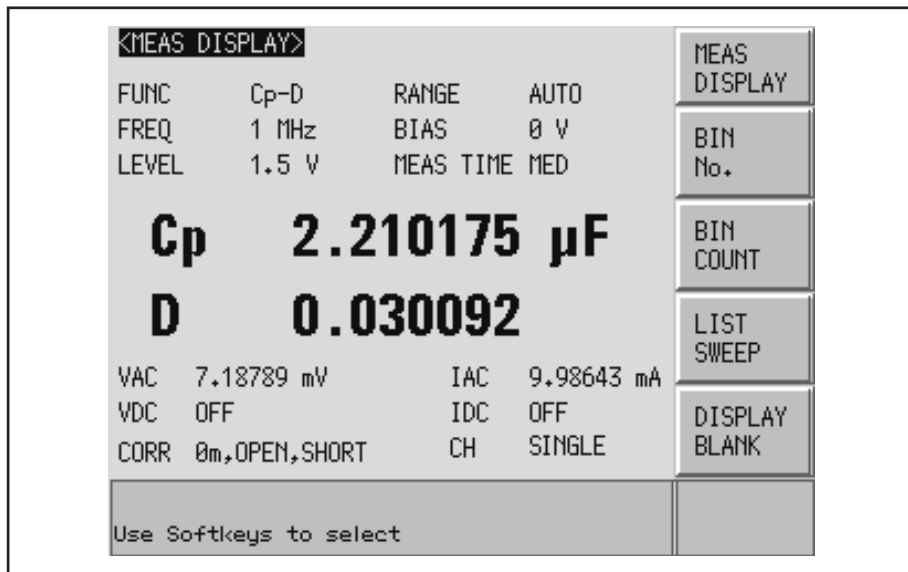 <MEAS DISPLAY>
FUNC Cp-D RANGE AUTO
FREQ 1 MHz BIAS 0 V
LEVEL 1.5 V MEAS TIME MED
Cp 2.210175 µF
D 0.030092
VAC 7.18789 mV IAC 9.98643 mA
VDC OFF IDC OFF
CORR 0m,OPEN,SHORT CH SINGLE
Use Softkeys to select
MEAS
DISPLAY
BIN
No.
BIN
COUNT
LIST
SWEEP
DISPLAY
BLANK